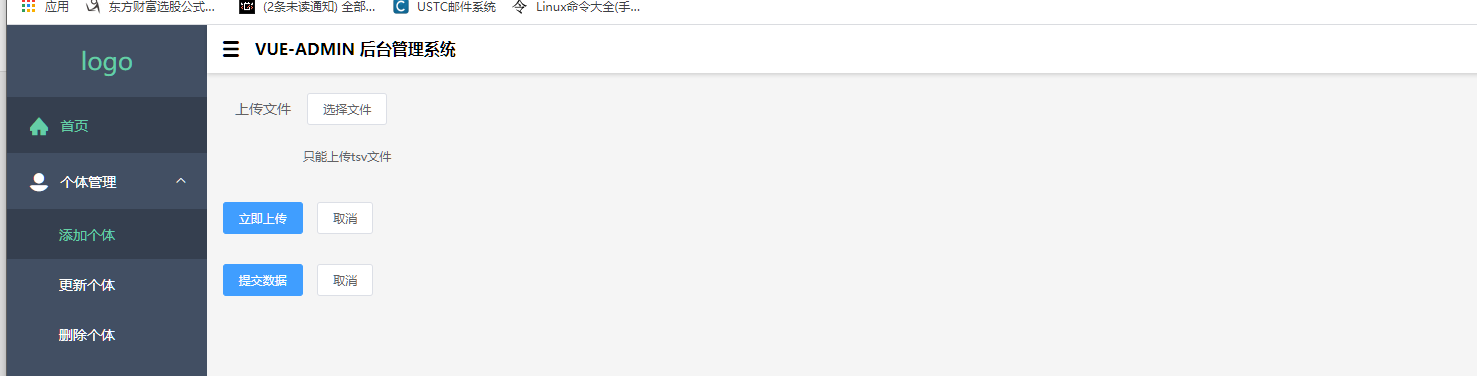 应用 东方财富选股公式... (2条未读通知) 全部... USTC邮件系统 Linux命令大全(手...
logo
VUE-ADMIN 后台管理系统
首页
个体管理
添加个体
更新个体
删除个体
上传文件 选择文件
只能上传tsv文件
立即上传 取消
提交数据 取消